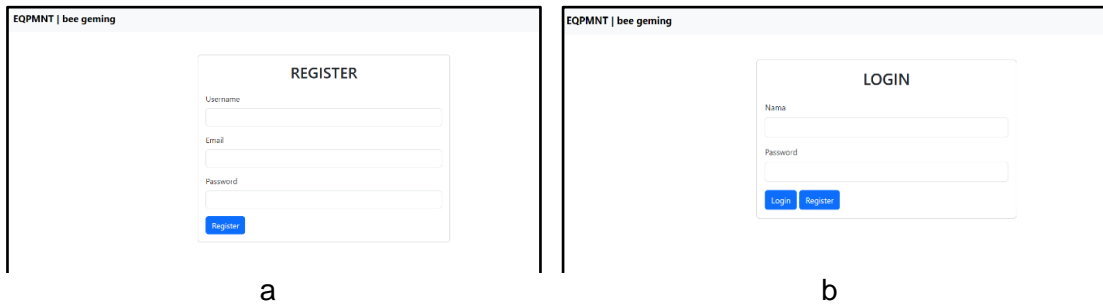 EQPMNT | bee geming
REGISTER
Username
Email
Password
Register
a
EQPMNT | bee geming
LOGIN
Nama
Password
Login Register
b